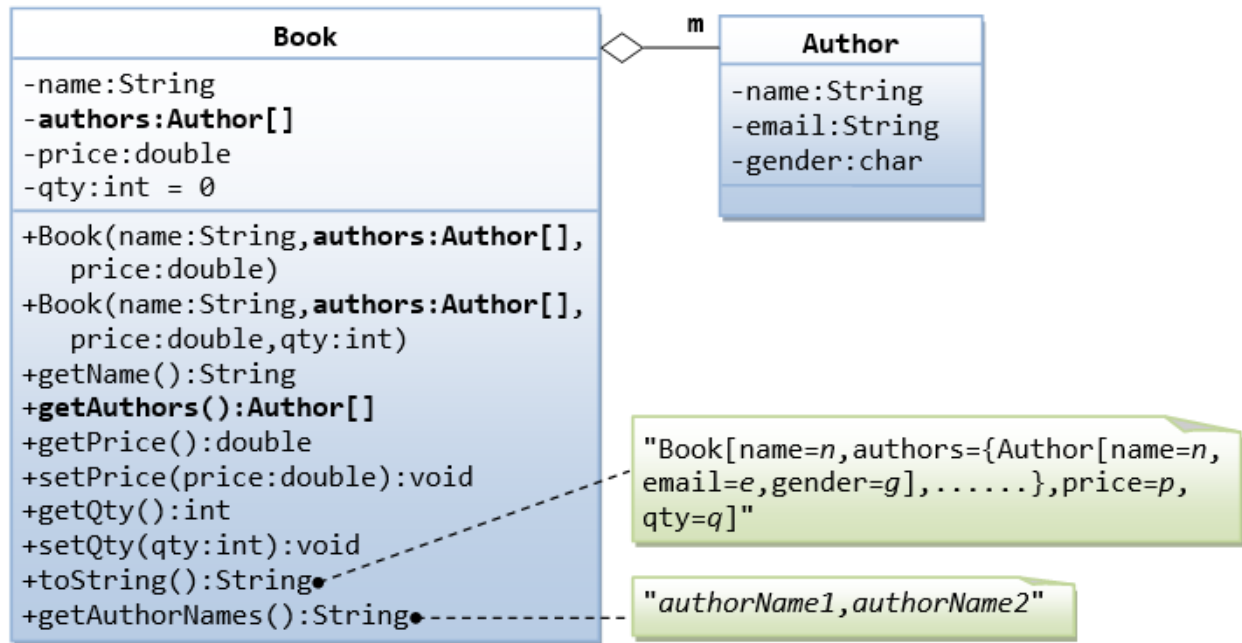 Book
-name:String
-authors:Author[]
-price:double
-qty:int = 0
+Book(name:String,authors:Author[],
price:double)
+Book(name:String,authors:Author[],
price:double,qty:int)
+getName():String
+getAuthors():Author[]
+getPrice():double
+setPrice(price:double):void
+getQty():int
+setQty(qty:int):void
+toString():String
+getAuthorNames():String
m
Author
-name:String
-email:String
-gender:char
"Book[name=n,authors={Author[name=n,
email=e,gender=g],......},price=p,
qty=q]"
"authorName1,authorName2"